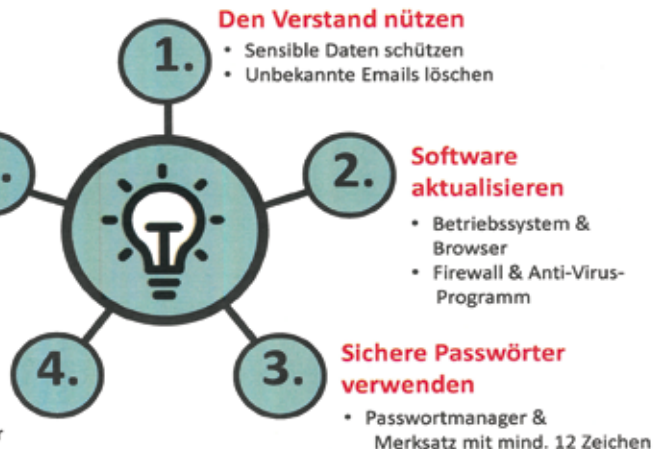 1.
Den Verstand nützen
• Sensible Daten schützen
• Unbekannte Emails löschen
2.
Software
aktualisieren
• Betriebssystem &
Browser
• Firewall & Anti-Virus-
Programm
3.
Sichere Passwörter
verwenden
• Passwortmanager &
Merksatz mit mind. 12 Zeichen
4.